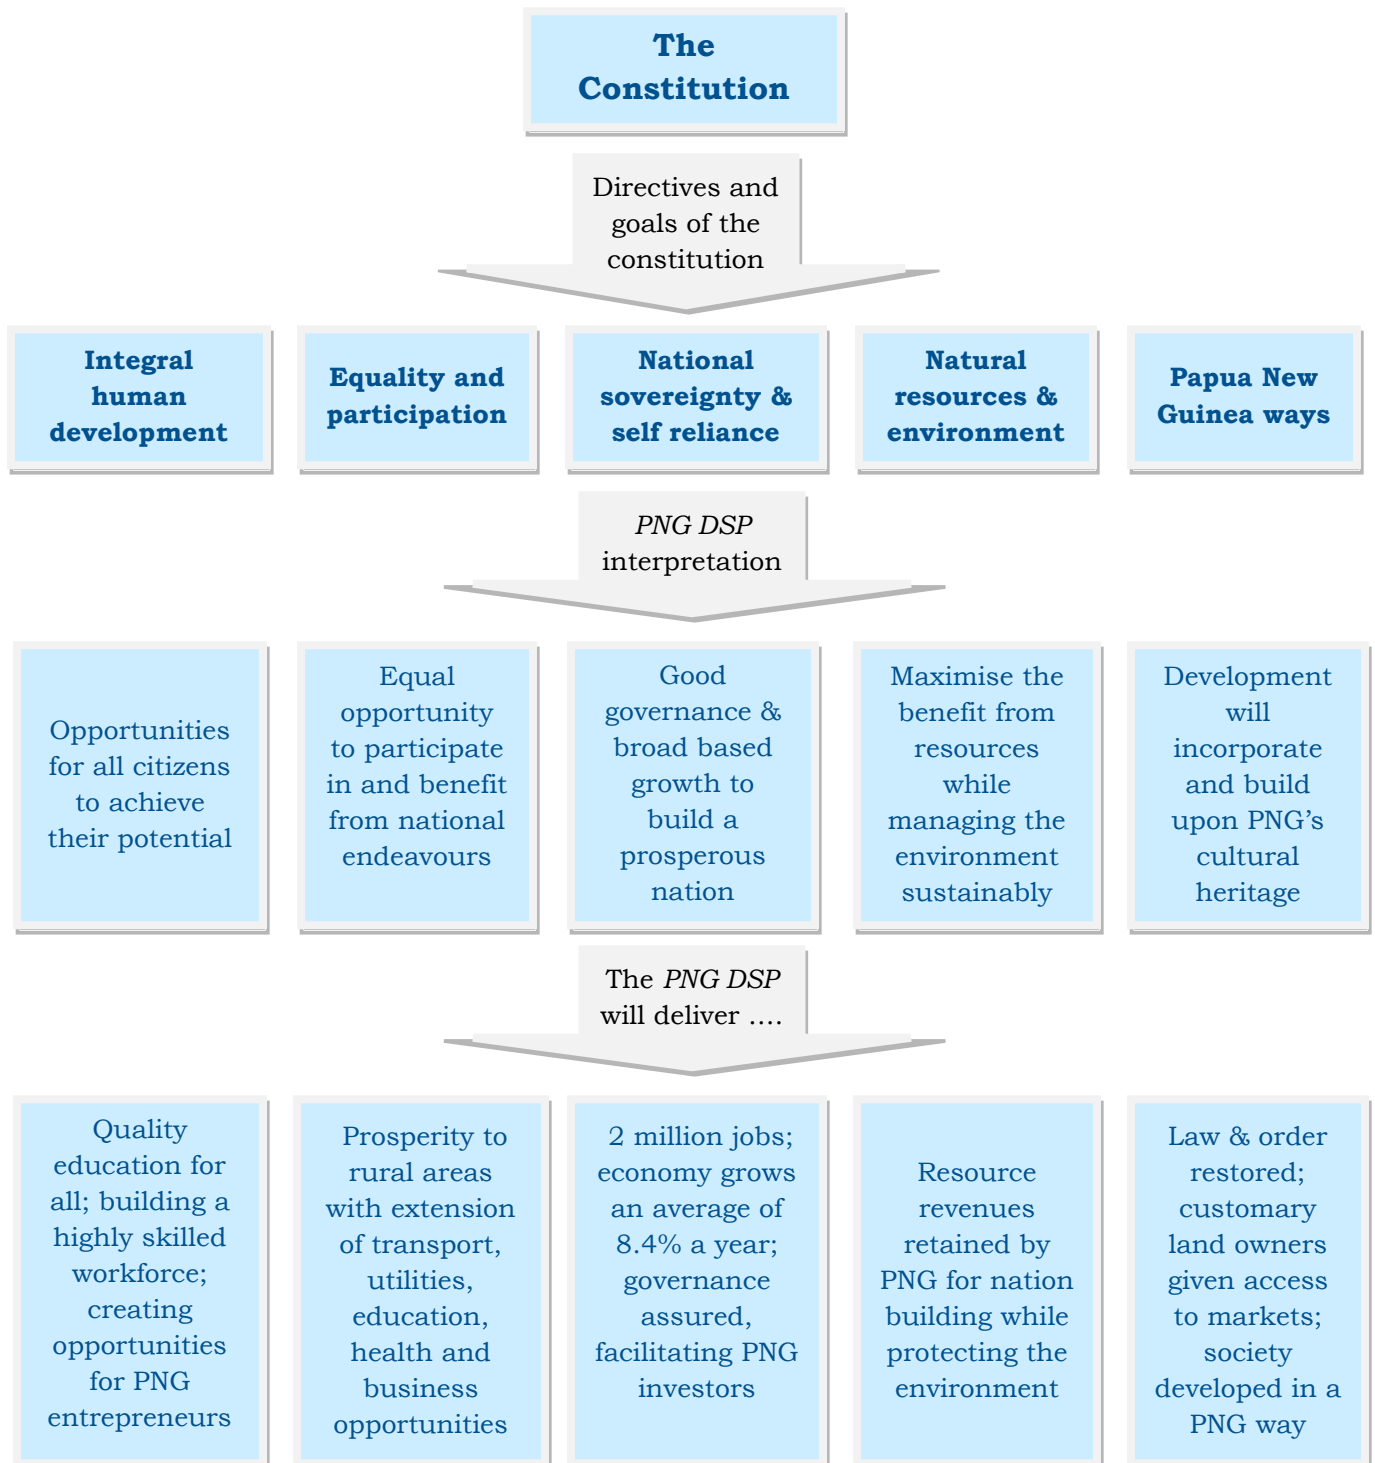 The
Constitution
Directives and
goals of the
constitution
Integral
human
development
Equality and
participation
National
sovereignty &
self reliance
Natural
resources &
environment
Papua New
Guinea ways
PNG DSP
interpretation
Opportunities
for all citizens
to achieve
their potential
Equal
opportunity
to participate
in and benefit
from national
endeavours
Good
governance &
broad based
growth to
build a
prosperous
nation
Maximise the
benefit from
resources
while
managing the
environment
sustainably
Development
will
incorporate
and build
upon PNG’s
cultural
heritage
The PNG DSP
will deliver ….
Quality
education for
all; building a
highly skilled
workforce;
creating
opportunities
for PNG
entrepreneurs
Prosperity to
rural areas
with extension
of transport,
utilities,
education,
health and
business
opportunities
2 million jobs;
economy grows
an average of
8.4% a year;
governance
assured,
facilitating PNG
investors
Resource
revenues
retained by
PNG for nation
building while
protecting the
environment
Law & order
restored;
customary
land owners
given access
to markets;
society
developed in a
PNG way